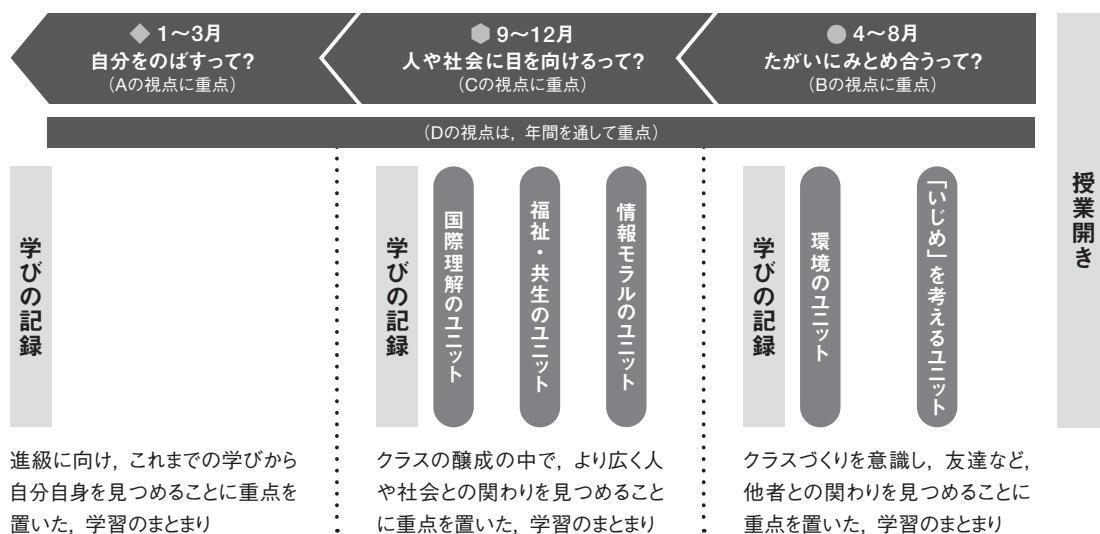 授業開き
4〜8月
たがいにみとめ合うって?
(Bの視点に重点)
9〜12月
人や社会に目を向けるって?
(Cの視点に重点)
1〜3月
自分をのばすって?
(Aの視点に重点)
(Dの視点は,年間を通して重点)
「いじめ」を考えるユニット
環境のユニット
学びの記録
クラスづくりを意識し,友達など,
他者との関わりを見つめることに
重点を置いた,学習のまとまり
情報モラルのユニット
福祉・共生のユニット
国際理解のユニット
学びの記録
クラスの醸成の中で,より広く人
や社会との関わりを見つめること
に重点を置いた,学習のまとまり
学びの記録
進級に向け,これまでの学びから
自分自身を見つめることに重点を
置いた,学習のまとまり